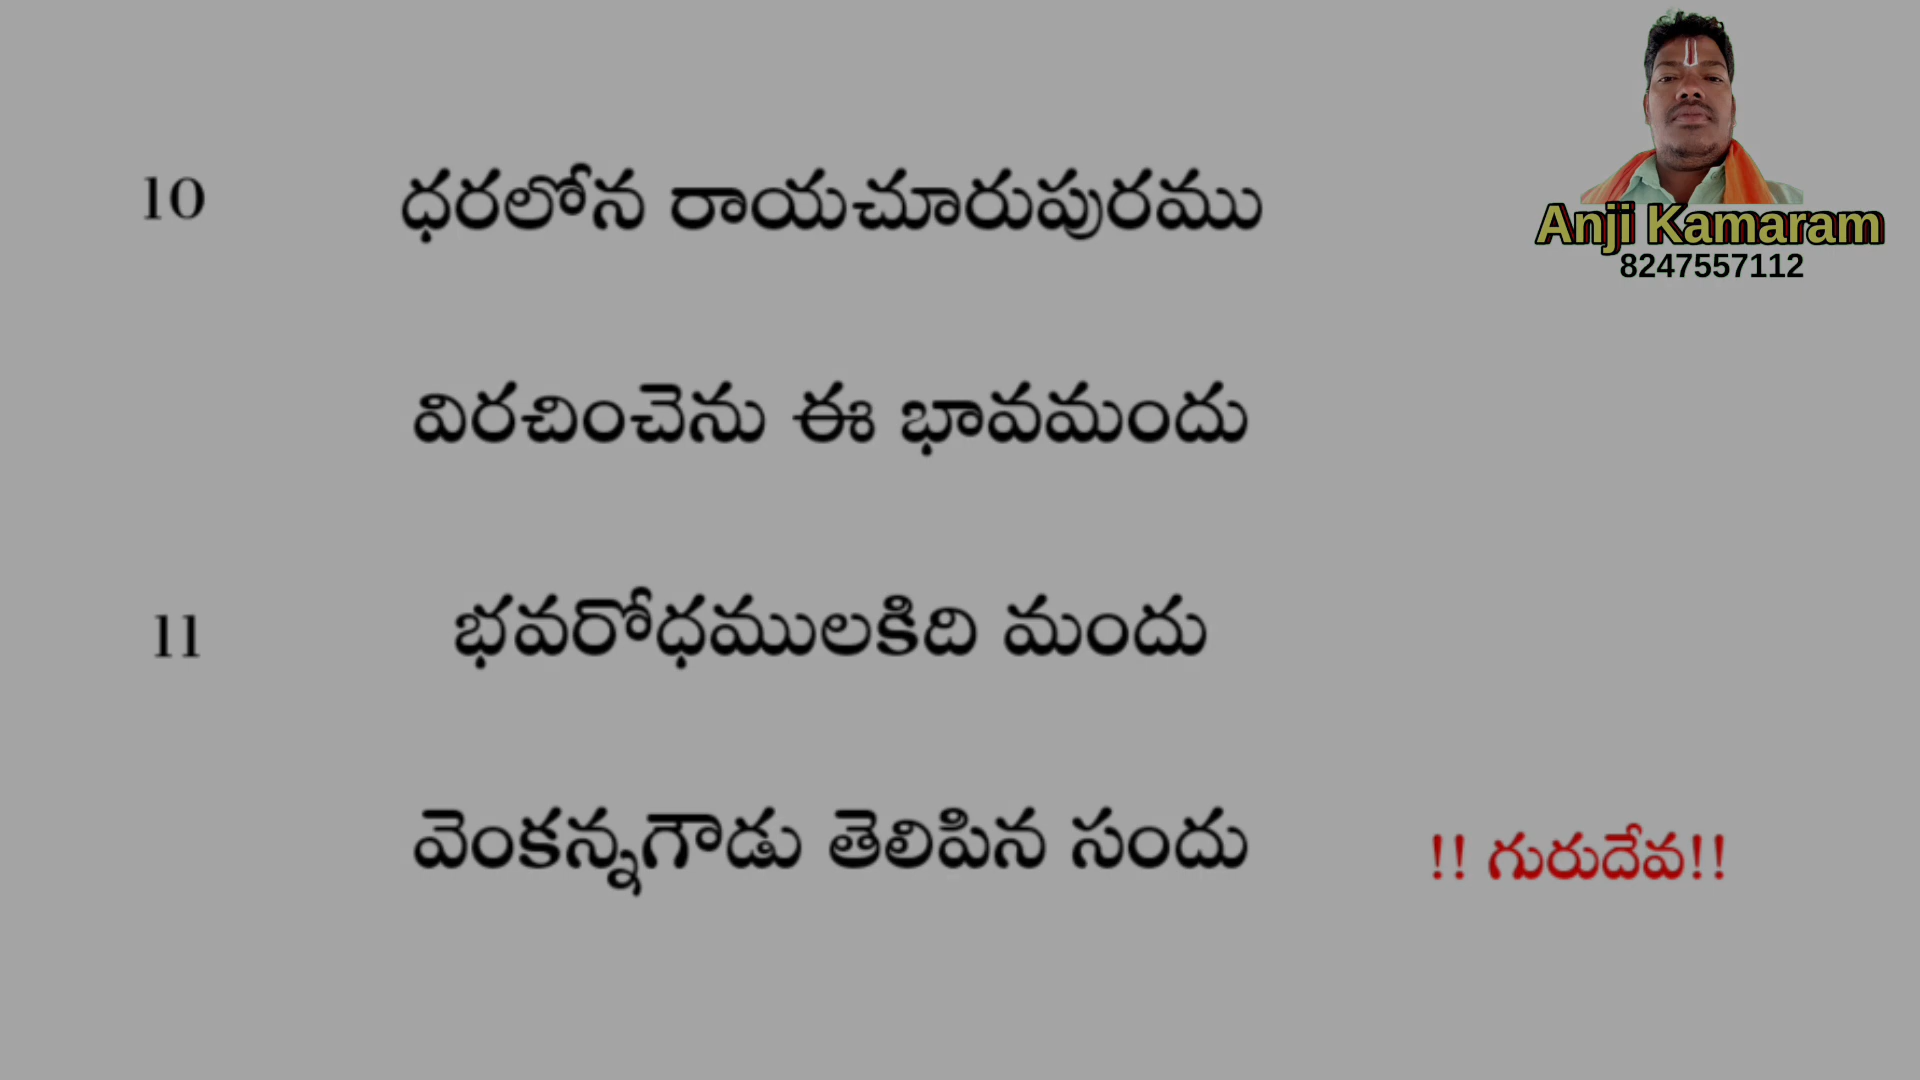 10 ధరలోన రాయచూరుపురము
Anji Kamaram
8247557112
విరచించెను ఈ భావమందు
11 భవరోధములకిది మందు
వెంకన్నగౌడు తెలిపిన సందు !! గురుదేవ!!